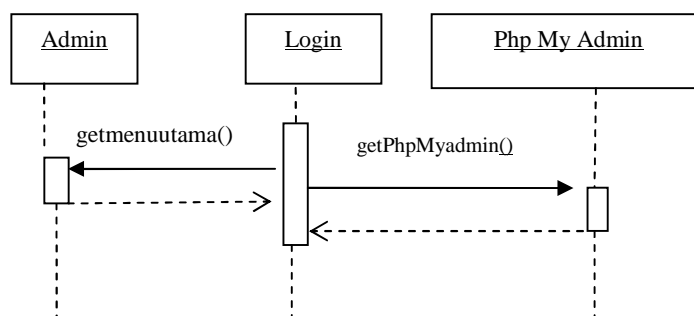 Admin
Login
Php My Admin
getmenuutama()
getPhpMyadmin()